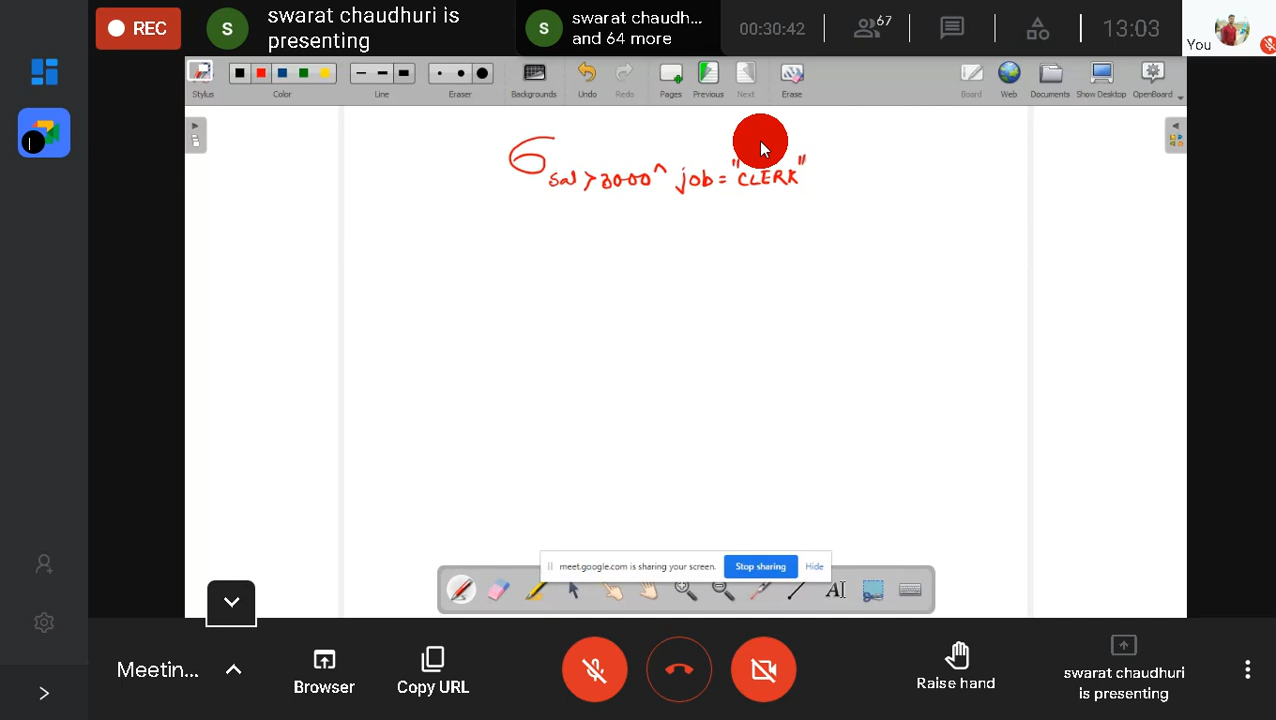 REC
S
swarat chaudhuri is
presenting
S
swarat chaudh...
and 64 more
00:30:42
67
13:03
You
Stylus
Color
Line
Eraser
Backgrounds
Undo
Redo
Pages
Previous
Next
Erase
Board
Web
Documents
Show Desktop
OpenBoard
σ sal > 3000 ^ job = "CLERK"
meet.google.com is sharing your screen.
Stop sharing
Hide
AI
Meetin...
Browser
Copy URL
Raise hand
swarat chaudhuri
is presenting